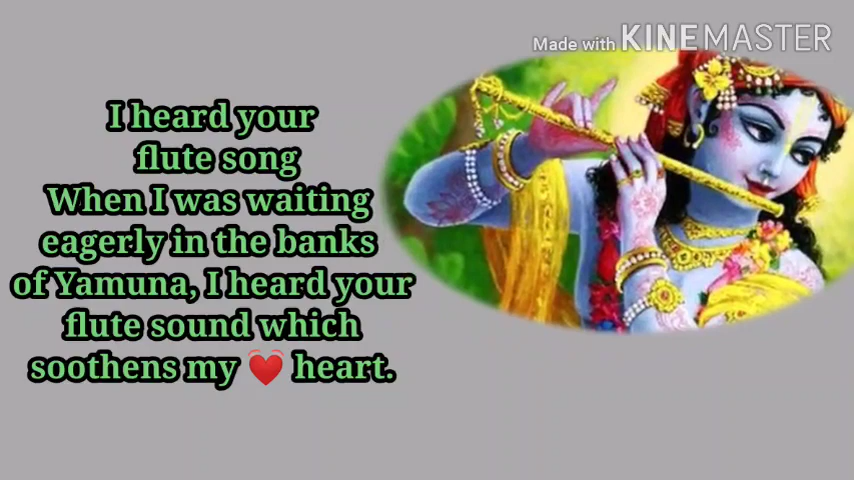 Made with KINEMASTER
I heard your
flute song
When I was waiting
eagerly in the banks
of Yamuna, I heard your
flute sound which
soothens my 💓 heart.